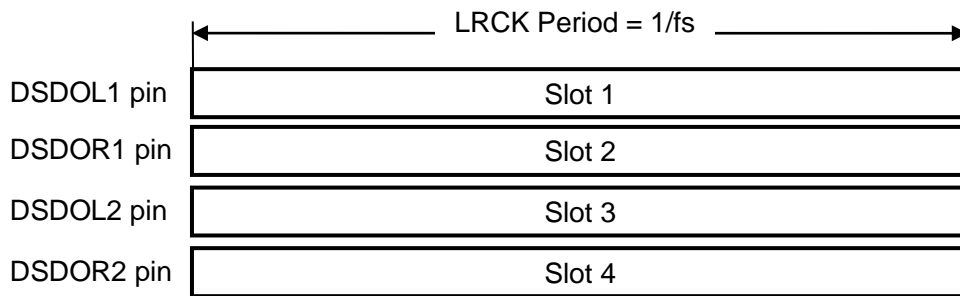 LRCK Period = 1/fs
DSDOL1 pin Slot 1
DSDOR1 pin Slot 2
DSDOL2 pin Slot 3
DSDOR2 pin Slot 4